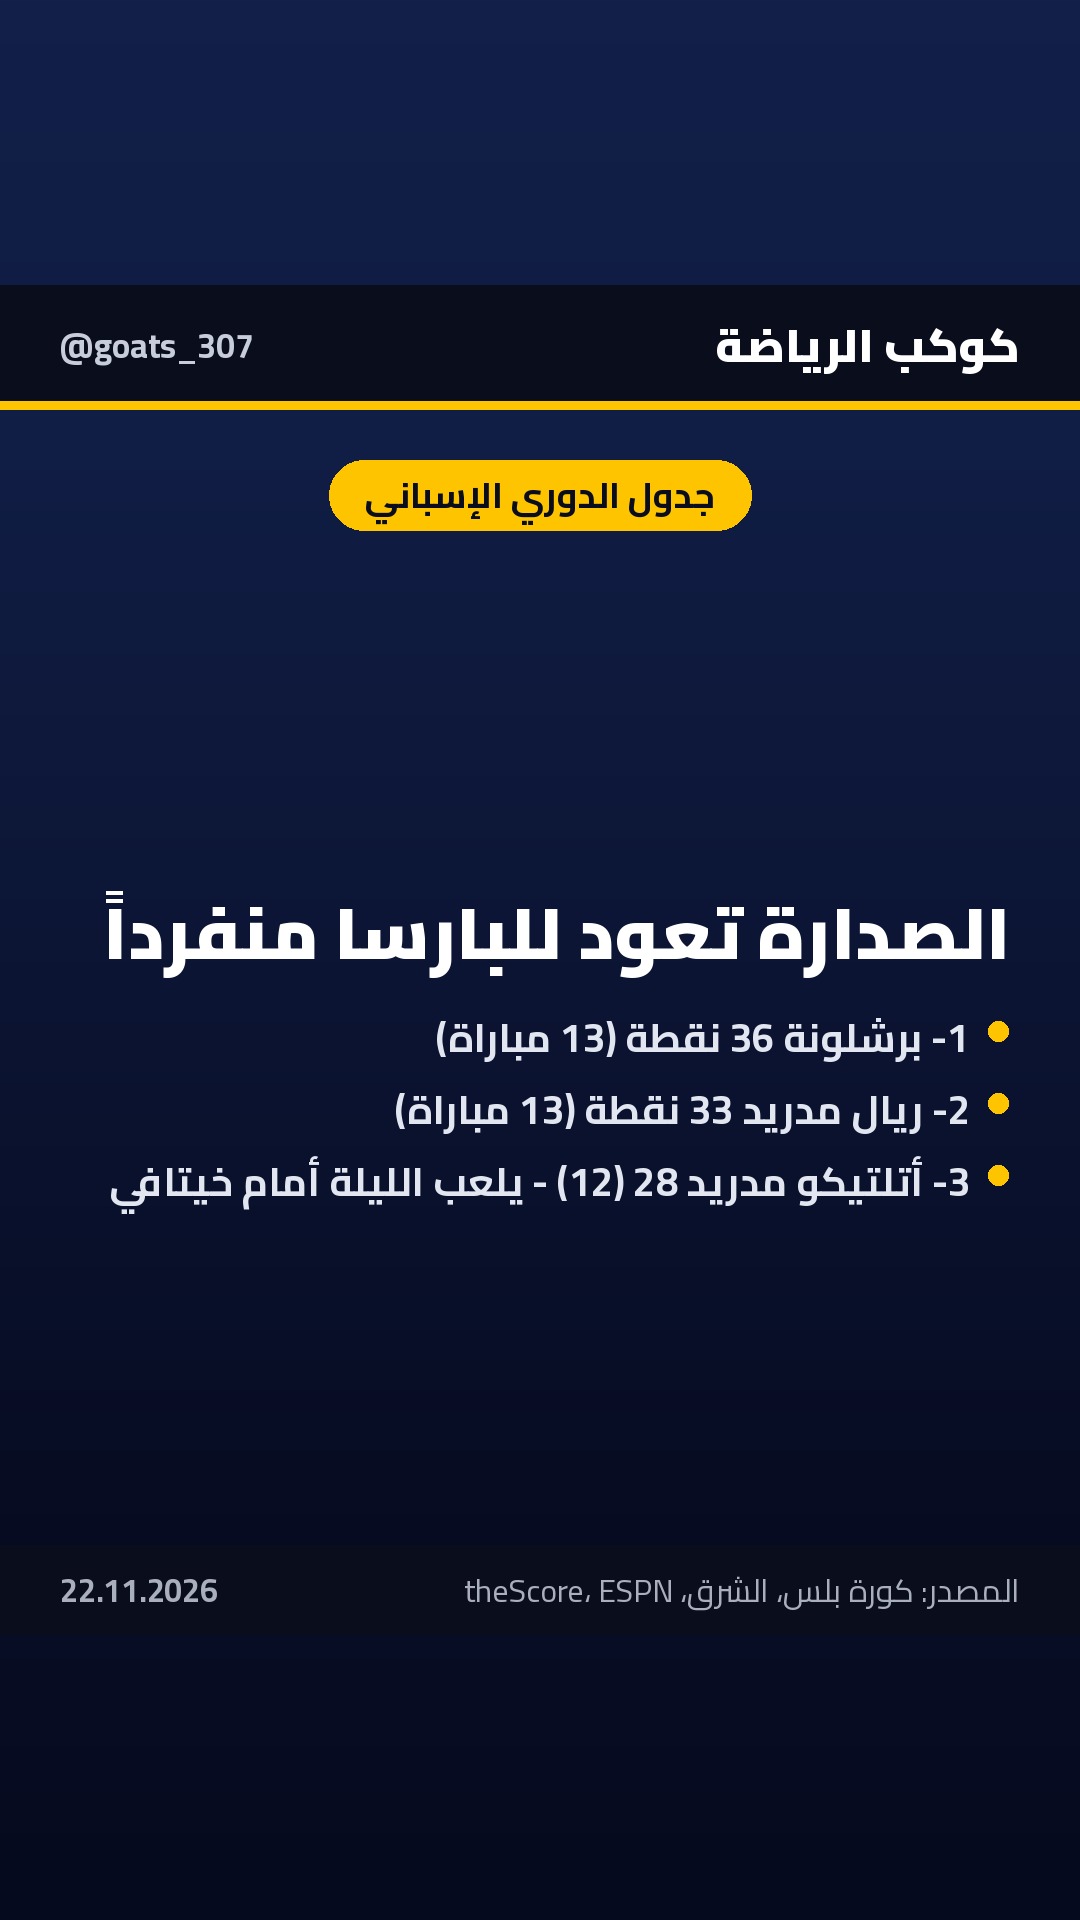 كوكب الرياضة
@goats_307
جدول الدوري الإسباني
الصدارة تعود للبارسا منفرداً
1- برشلونة 36 نقطة (13 مباراة)
2- ريال مدريد 33 نقطة (13 مباراة)
3- أتلتيكو مدريد 28 (12) - يلعب الليلة أمام خيتافي
المصدر: كورة بلس، الشرق، theScore، ESPN
22.11.2026